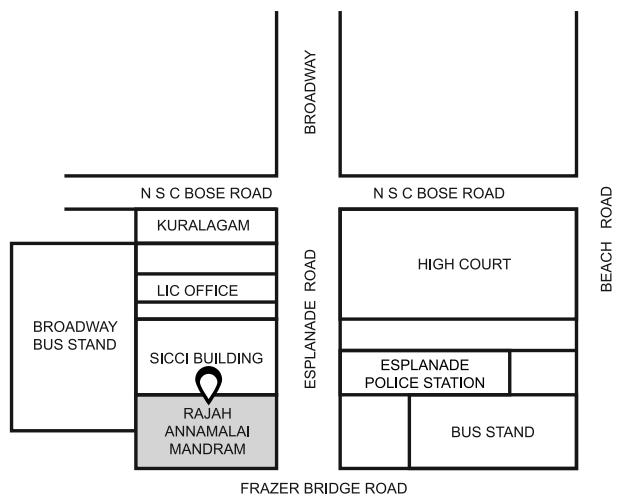 BROADWAY
N S C BOSE ROAD
N S C BOSE ROAD
KURALAGAM
BEACH ROAD
HIGH COURT
ESPLANADE ROAD
LIC OFFICE
BROADWAY
BUS STAND
SICCI BUILDING
ESPLANADE
POLICE STATION
RAJAH
ANNAMALAI
MANDRAM
BUS STAND
FRAZER BRIDGE ROAD